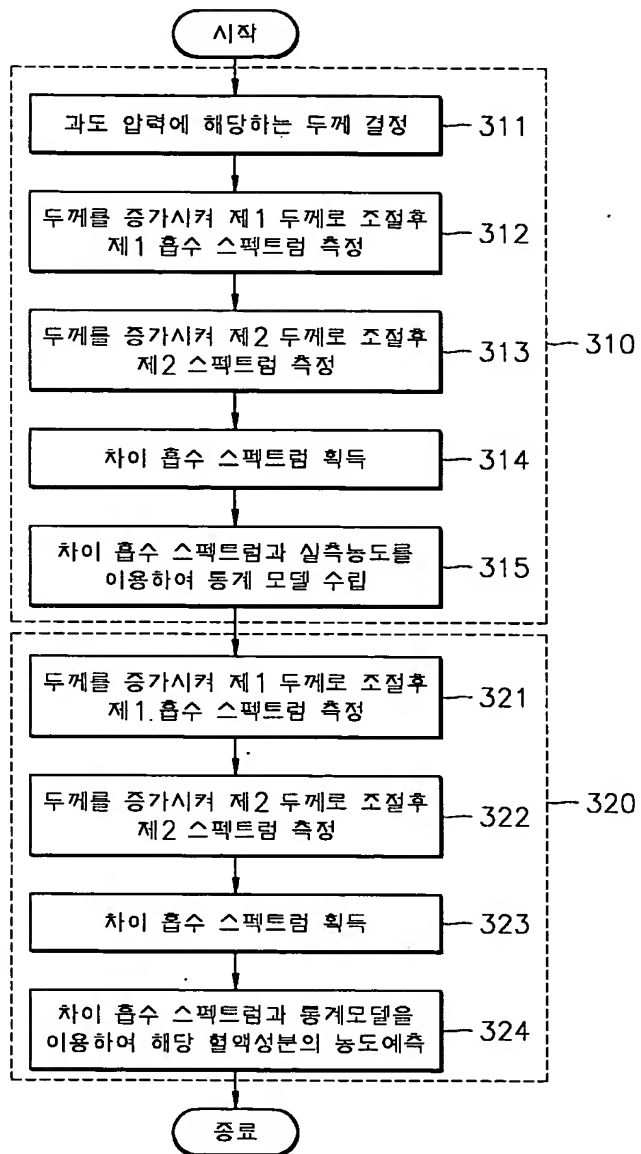 시작
과도 압력에 해당하는 두께 결정
311
두께를 증가시켜 제1 두께로 조절후
제1 흡수 스펙트럼 측정
312
두께를 증가시켜 제2 두께로 조절후
제2 스펙트럼 측정
313
310
차이 흡수 스펙트럼 획득
314
차이 흡수 스펙트럼과 실측농도를
이용하여 통계 모델 수립
315
두께를 증가시켜 제1 두께로 조절후
제1.흡수 스펙트럼 측정
321
두께를 증가시켜 제2 두께로 조절후
제2 스펙트럼 측정
322
320
차이 흡수 스펙트럼 획득
323
차이 흡수 스펙트럼과 통계모델을
이용하여 해당 혈액성분의 농도예측
324
종료